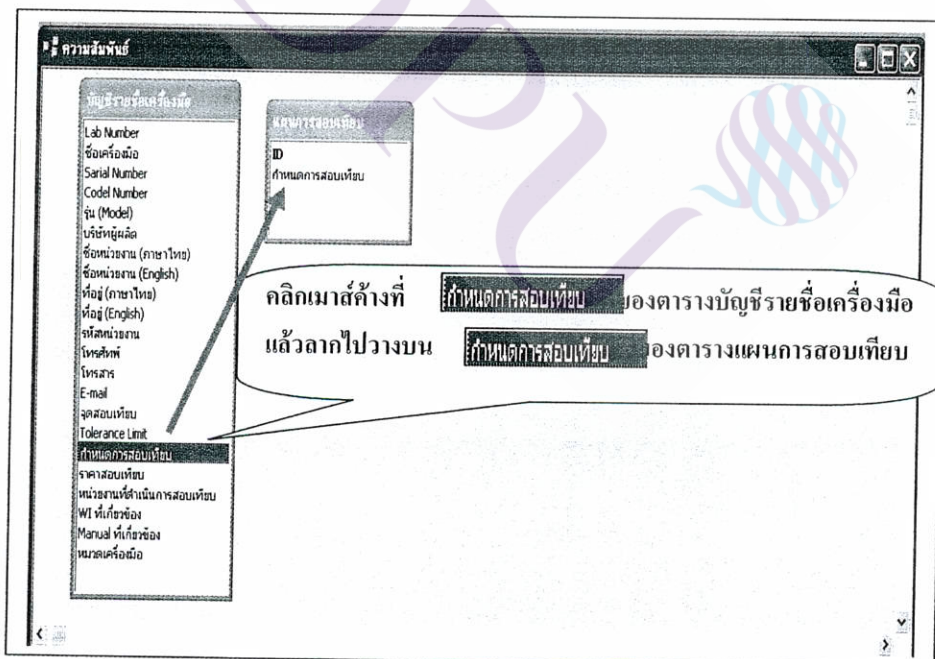 ความสัมพันธ์
บัญชีรายชื่อเครื่องมือ
Lab Number
ชื่อเครื่องมือ
Sarial Number
Codel Number
รุ่น (Model)
บริษัทผู้ผลิต
ชื่อหน่วยงาน (ภาษาไทย)
ชื่อหน่วยงาน (English)
ที่อยู่ (ภาษาไทย)
ที่อยู่ (English)
รหัสหน่วยงาน
โทรศัพท์
โทรสาร
E-mail
จุดสอบเทียบ
Tolerance Limit
กำหนดการสอบเทียบ
ราคาสอบเทียบ
หน่วยงานที่ดำเนินการสอบเทียบ
WI ที่เกี่ยวข้อง
Manual ที่เกี่ยวข้อง
หมวดเครื่องมือ
แผนการสอบเทียบ
ID
กำหนดการสอบเทียบ
คลิกเมาส์ค้างที่ กำหนดการสอบเทียบ ของตารางบัญชีรายชื่อเครื่องมือ
แล้วลากไปวางบน กำหนดการสอบเทียบ ของตารางแผนการสอบเทียบ